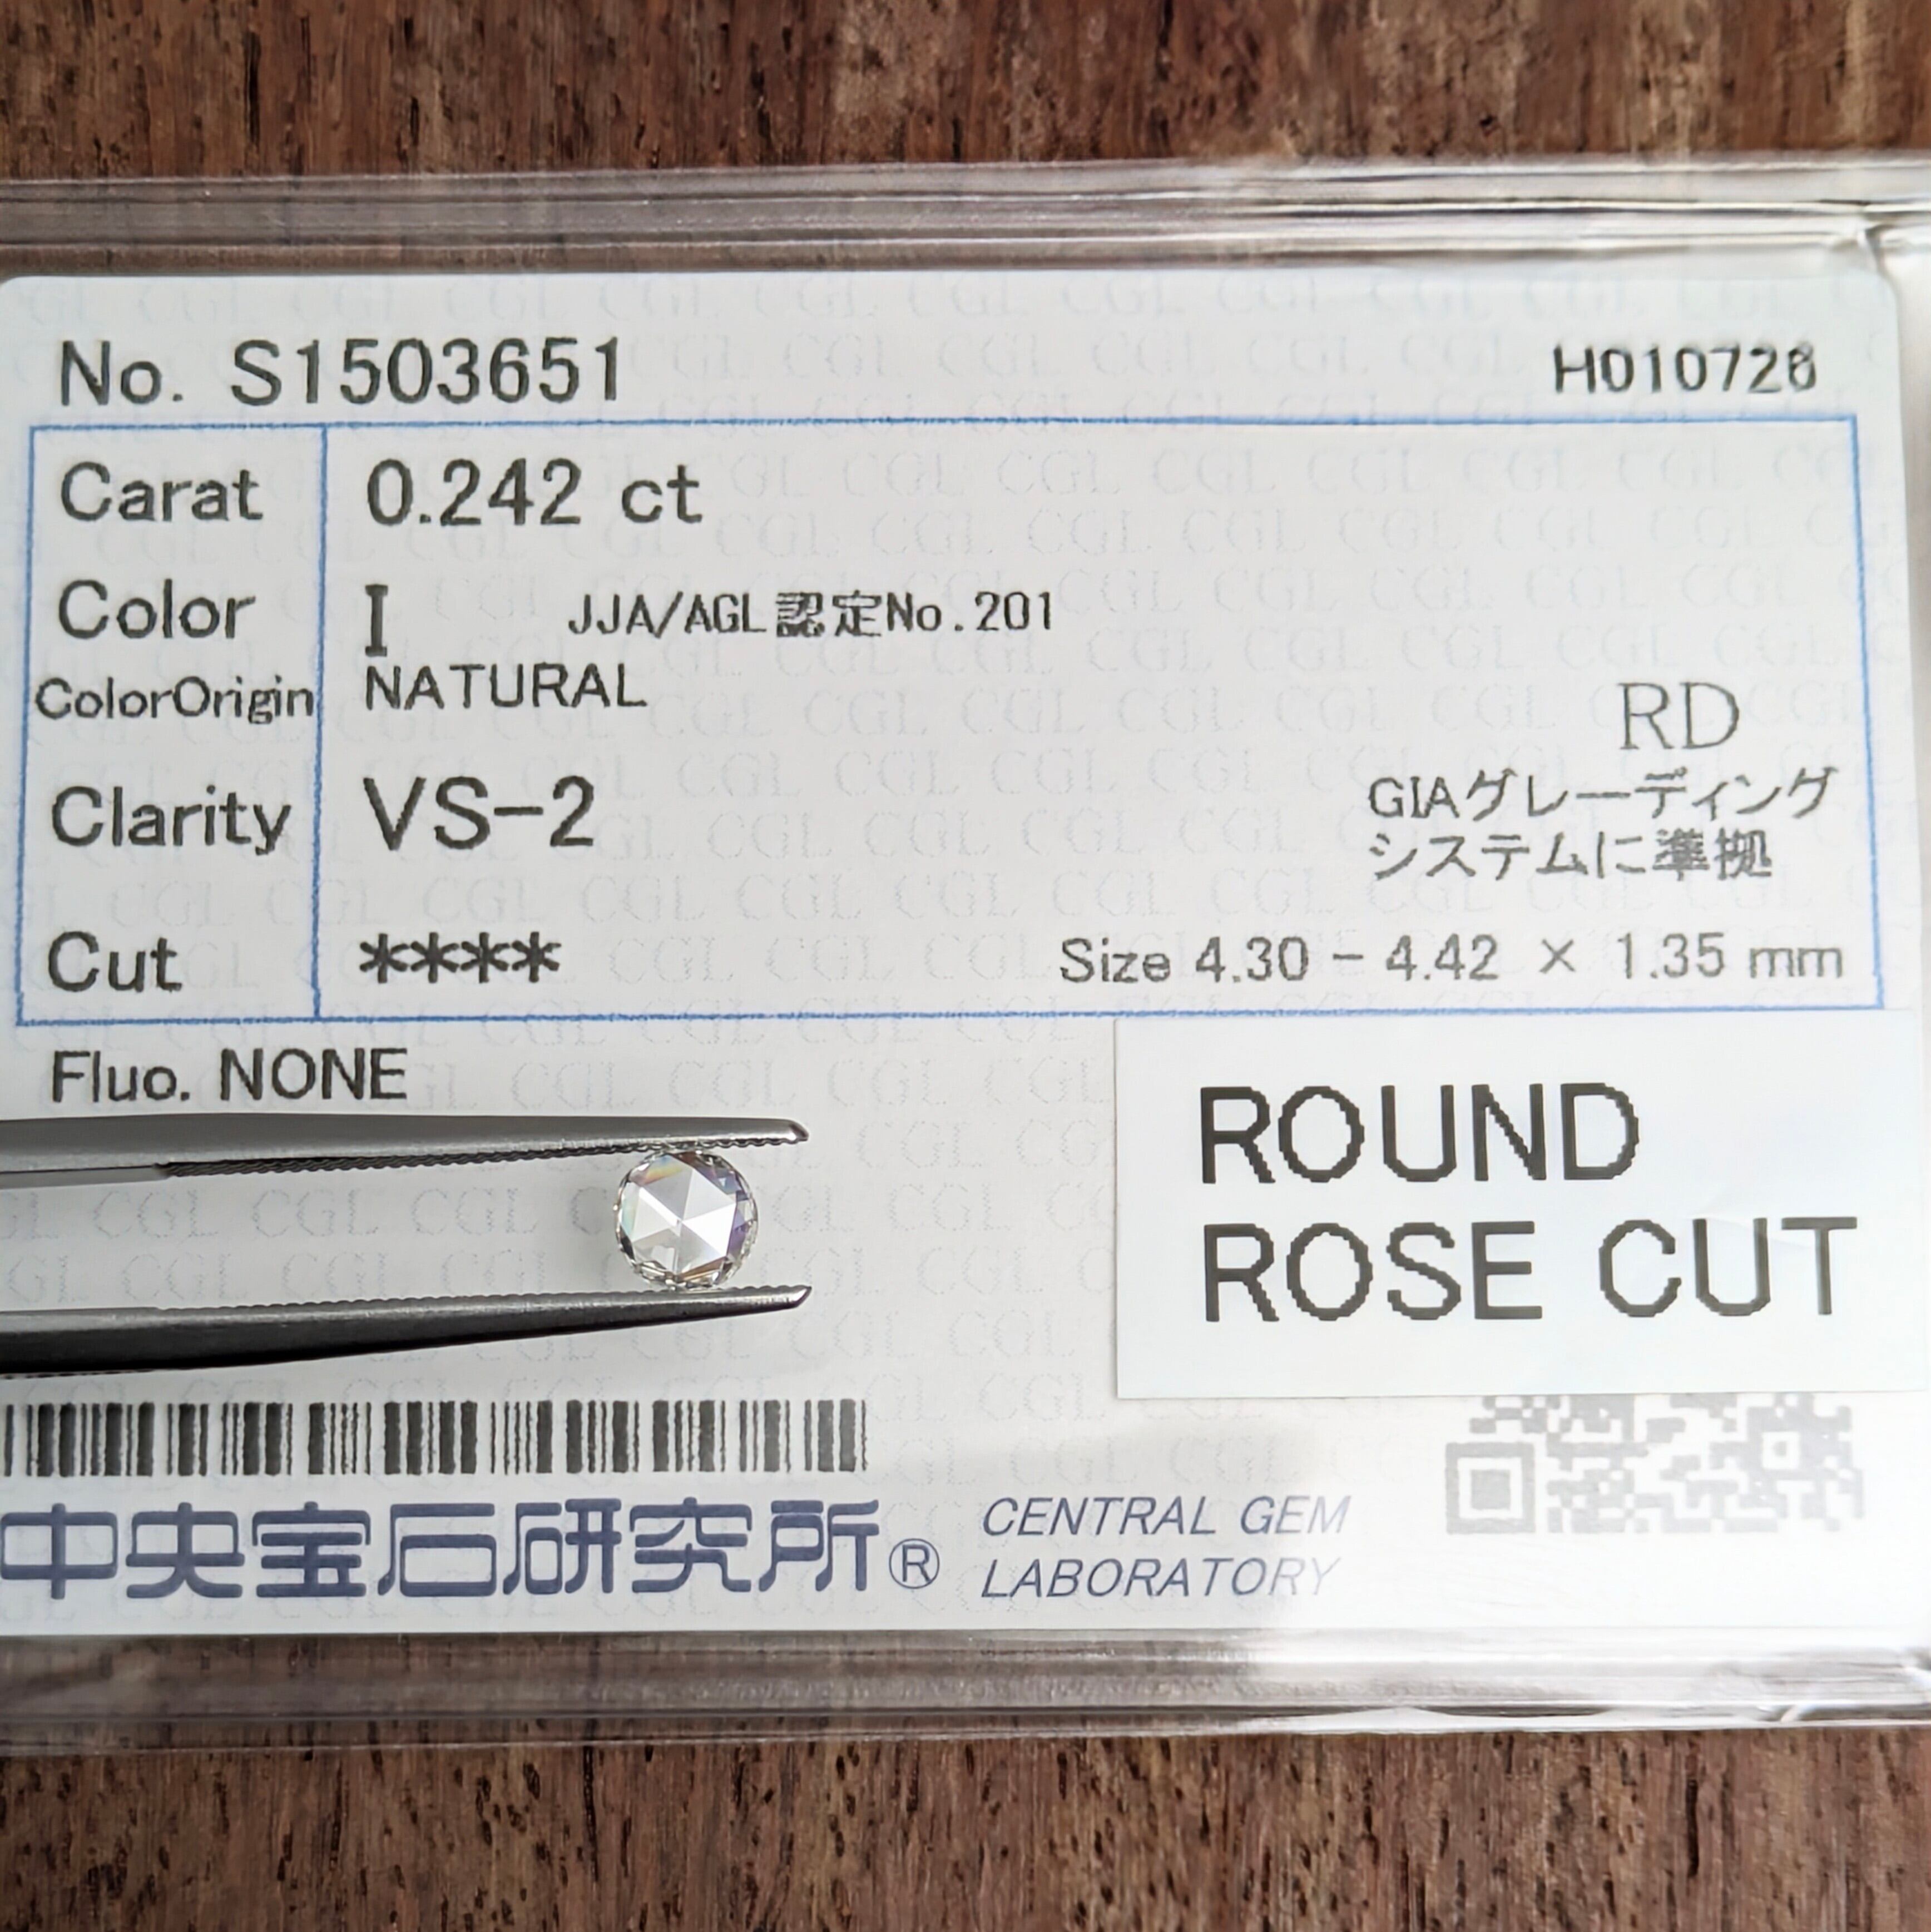 No. S1503651
H010726
Carat 0.242 ct
Color I JJA/AGL認定No.201
ColorOrigin NATURAL
RD
Clarity VS-2
GIAグレーディング
システムに準拠
Cut ****
Size 4.30 - 4.42 × 1.35 mm
Fluo. NONE
ROUND
ROSE CUT
中央宝石研究所®
CENTRAL GEM
LABORATORY